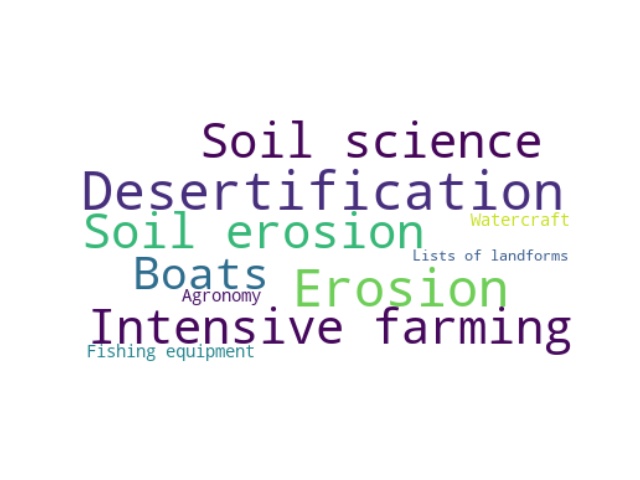 Soil science
Desertification
Soil erosion
Watercraft
Lists of landforms
Boats
Erosion
Agronomy
Intensive farming
Fishing equipment